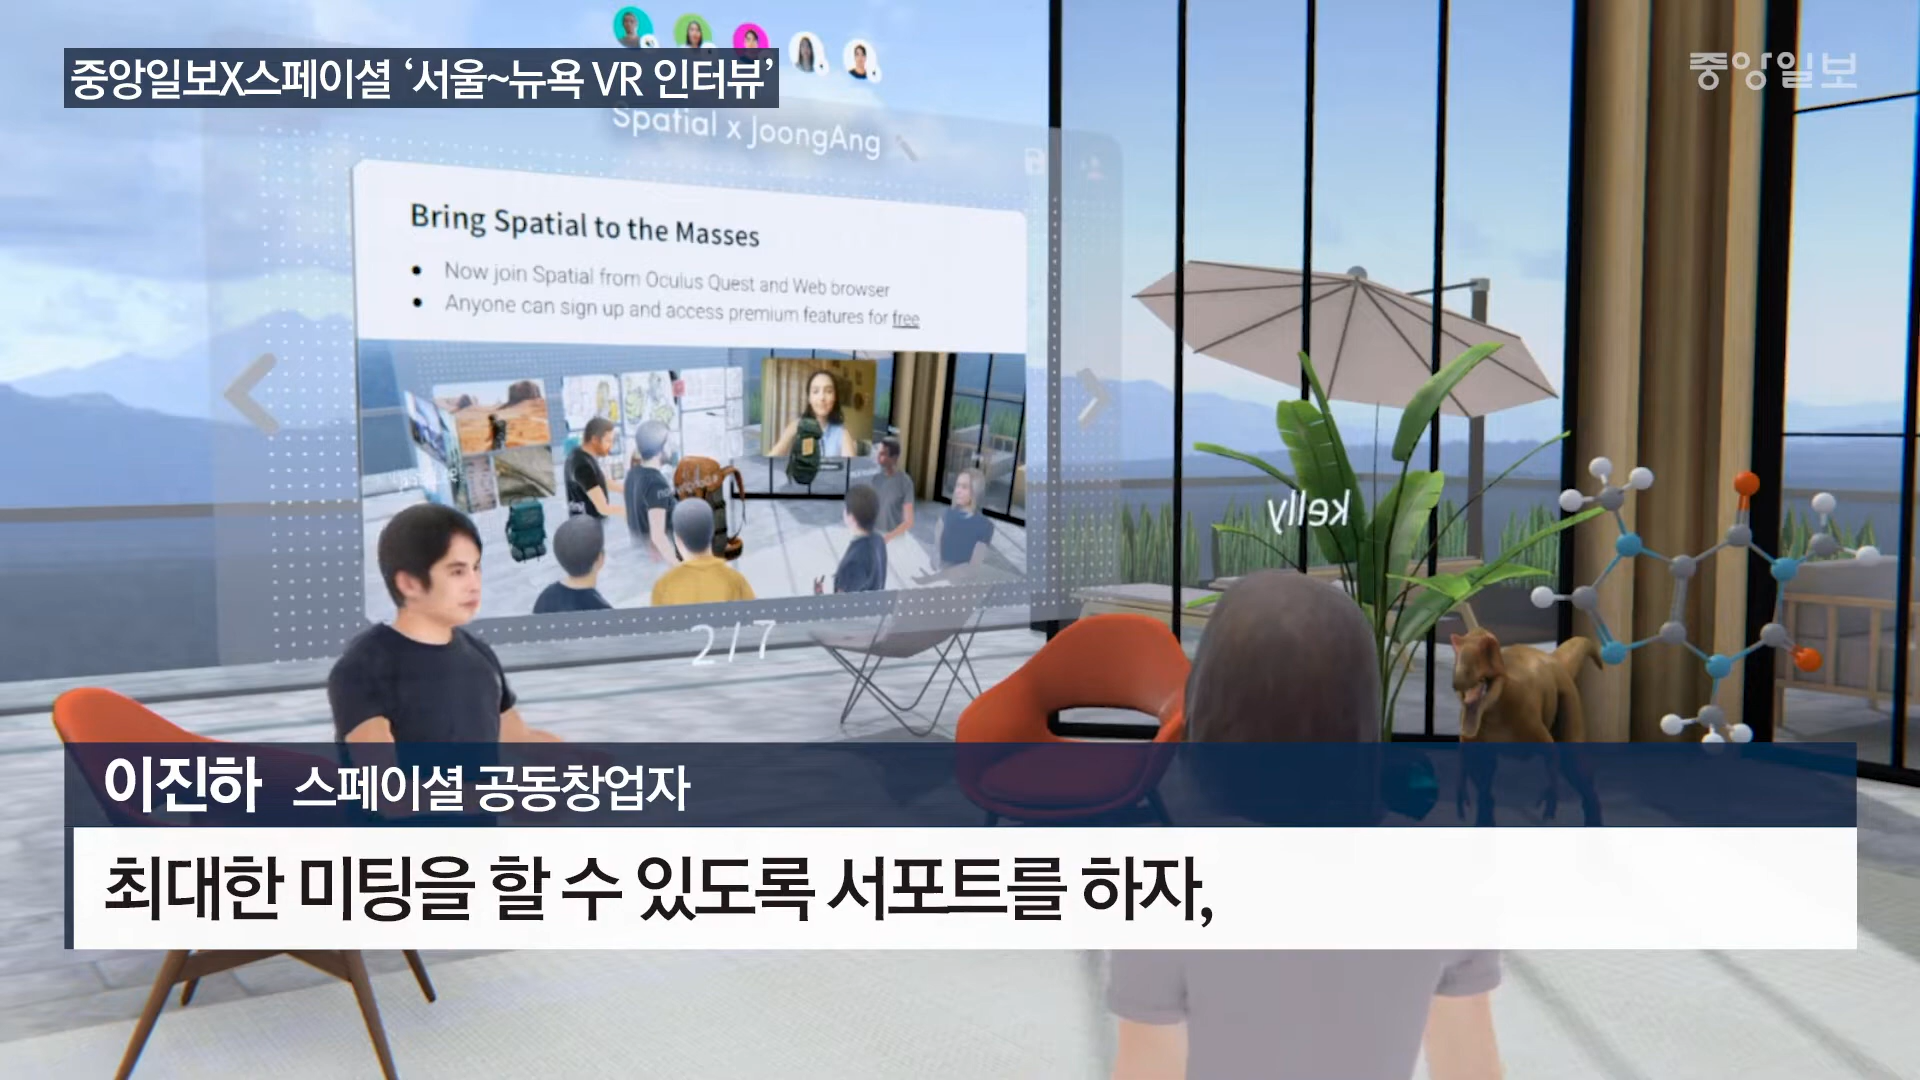 중앙일보X스페이셜 ‘서울~뉴욕 VR 인터뷰’
중앙일보
Spatial x JoongAng
Bring Spatial to the Masses
• Now join Spatial from Oculus Quest and Web browser
• Anyone can sign up and access premium features for free
kelly
2 / 7
이진하 스페이셜 공동창업자
최대한 미팅을 할 수 있도록 서포트를 하자,